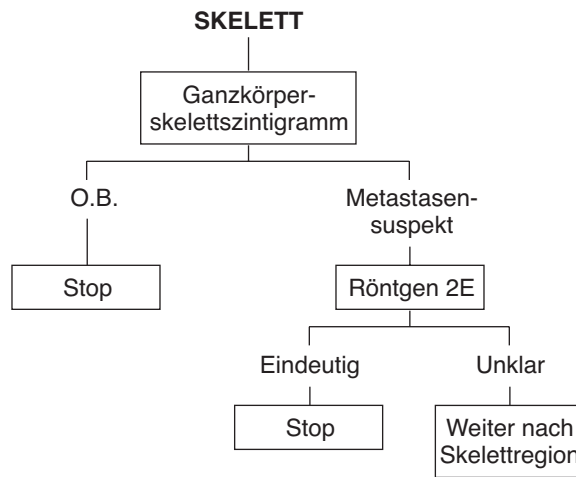 SKELETT
Ganzkörper-
skelettszintigramm
O.B.
Metastasen-
suspekt
Stop
Röntgen 2E
Eindeutig
Unklar
Stop
Weiter nach
Skelettregion